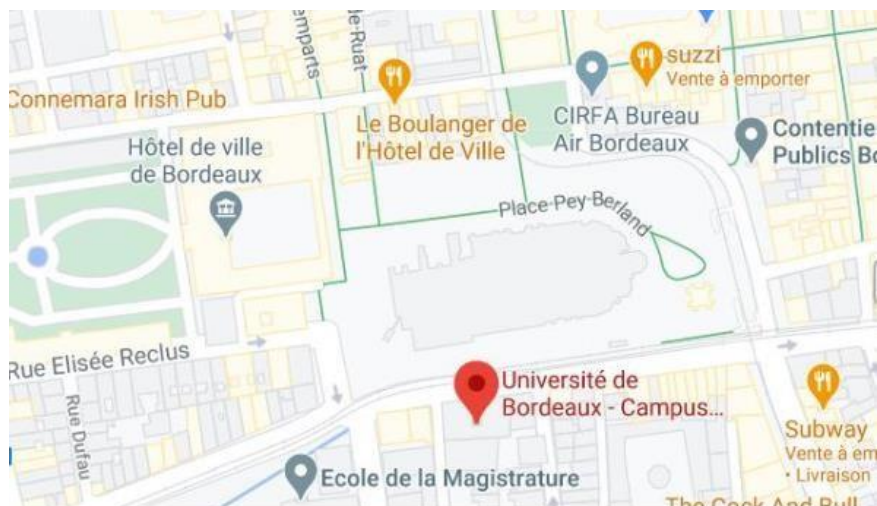 emparts
de-Ruat
suzzi
Vente à emporter
Connemara Irish Pub
Le Boulanger de
l'Hôtel de Ville
CIRFA Bureau
Air Bordeaux
Contentie
Publics Bo
Hôtel de ville
de Bordeaux
Place Pey-Berland
Rue Elisée Reclus
Rue Dufau
Université de
Bordeaux - Campus...
Subway
Vente à em
• Livraison
Ecole de la Magistrature
The Cock And Bull